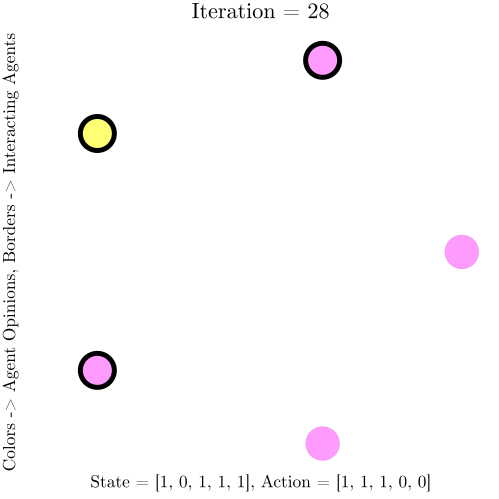 Iteration = 28
Colors -> Agent Opinions, Borders -> Interacting Agents
State = [1, 0, 1, 1, 1], Action = [1, 1, 1, 0, 0]